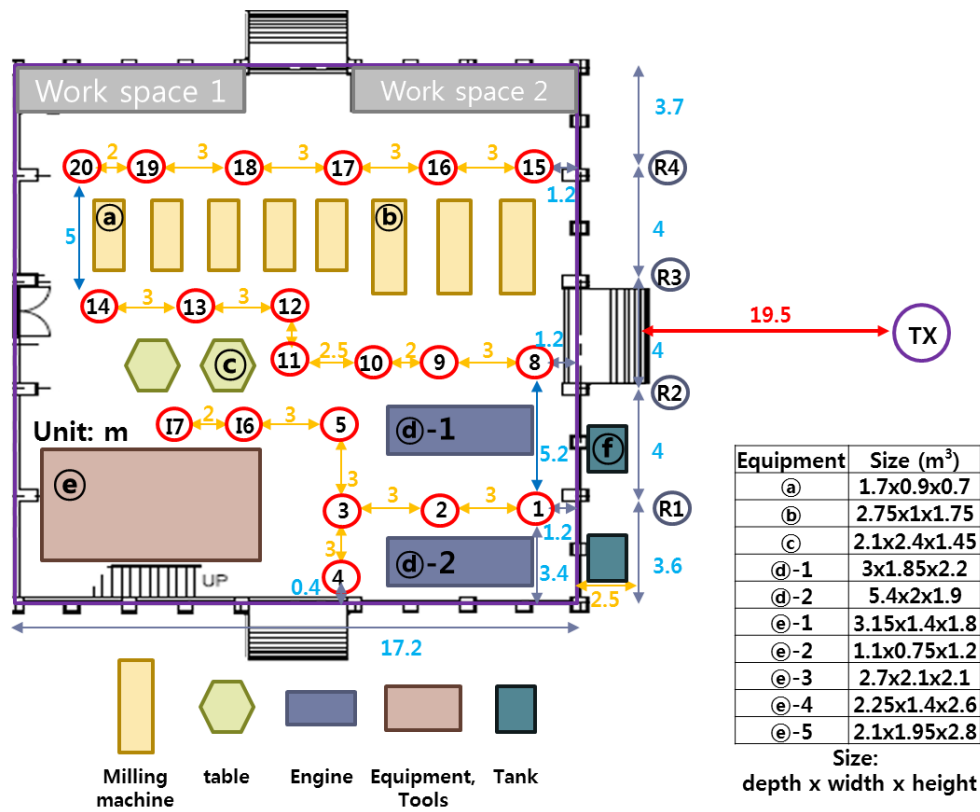 Work space 1
Work space 2
3.7
20
2
19
3
18
3
17
3
16
3
15
1.2
R4
ⓐ
ⓑ
5
4
R3
14
3
13
3
12
19.5
TX
4
1.2
ⓒ
11
2.5
10
2
9
3
8
R2
I7
2
I6
3
5
ⓓ-1
5.2
ⓕ
4
Unit: m
ⓔ
3
3
3
2
3
1
1.2
R1
3
ⓓ-2
3.4
3.6
4
0.4
UP
2.5
17.2
Equipment Size (m³)
ⓐ 1.7x0.9x0.7
ⓑ 2.75x1x1.75
ⓒ 2.1x2.4x1.45
ⓓ-1 3x1.85x2.2
ⓓ-2 5.4x2x1.9
ⓔ-1 3.15x1.4x1.8
ⓔ-2 1.1x0.75x1.2
ⓔ-3 2.7x2.1x2.1
ⓔ-4 2.25x1.4x2.6
ⓔ-5 2.1x1.95x2.8
Size:
depth x width x height
Milling
machine
table
Engine
Equipment,
Tools
Tank